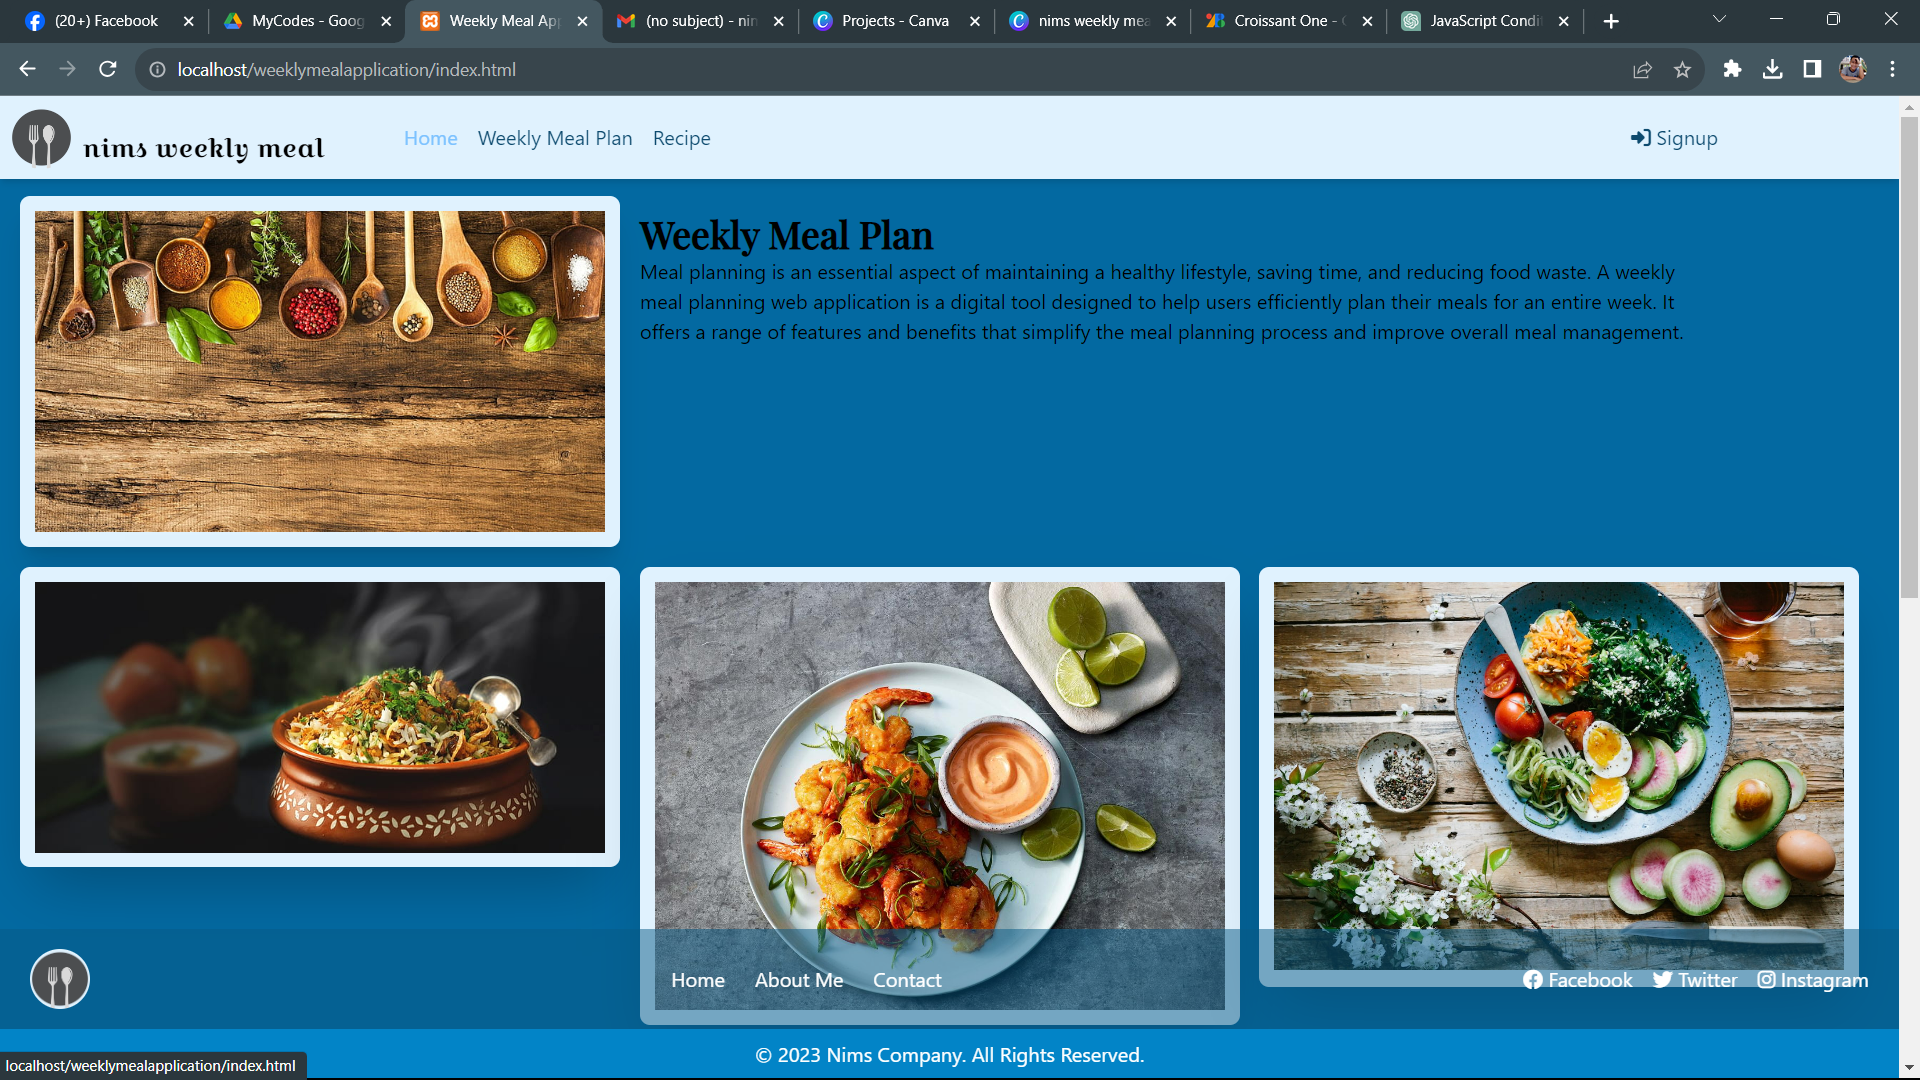 (20+) Facebook
MyCodes - Goog
Weekly Meal App
(no subject) - nin
Projects - Canva
nims weekly mea
Croissant One -
JavaScript Condi
localhost/weeklymealapplication/index.html
nims weekly meal
Home
Weekly Meal Plan
Recipe
Signup
Weekly Meal Plan
Meal planning is an essential aspect of maintaining a healthy lifestyle, saving time, and reducing food waste. A weekly
meal planning web application is a digital tool designed to help users efficiently plan their meals for an entire week. It
offers a range of features and benefits that simplify the meal planning process and improve overall meal management.
Home
About Me
Contact
Facebook
Twitter
Instagram
© 2023 Nims Company. All Rights Reserved.
localhost/weeklymealapplication/index.html